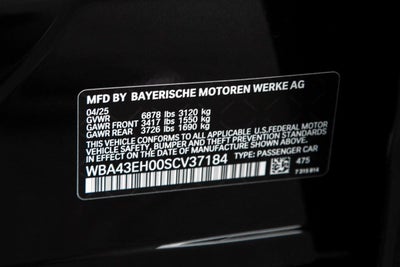 MFD BY BAYERISCHE MOTOREN WERKE AG
04/25
GVWR 6878 lbs 3120 kg
GAWR FRONT 3417 lbs 1550 kg
GAWR REAR 3726 lbs 1690 kg
THIS VEHICLE CONFORMS TO ALL APPLICABLE U.S.FEDERAL MOTOR
VEHICLE SAFETY, BUMPER, AND THEFT PREVENTION STANDARDS
IN EFFECT ON THE DATE OF MANUFACTURE SHOWN ABOVE.
WBA43EH00SCV37184 TYPE: PASSENGER CAR
475